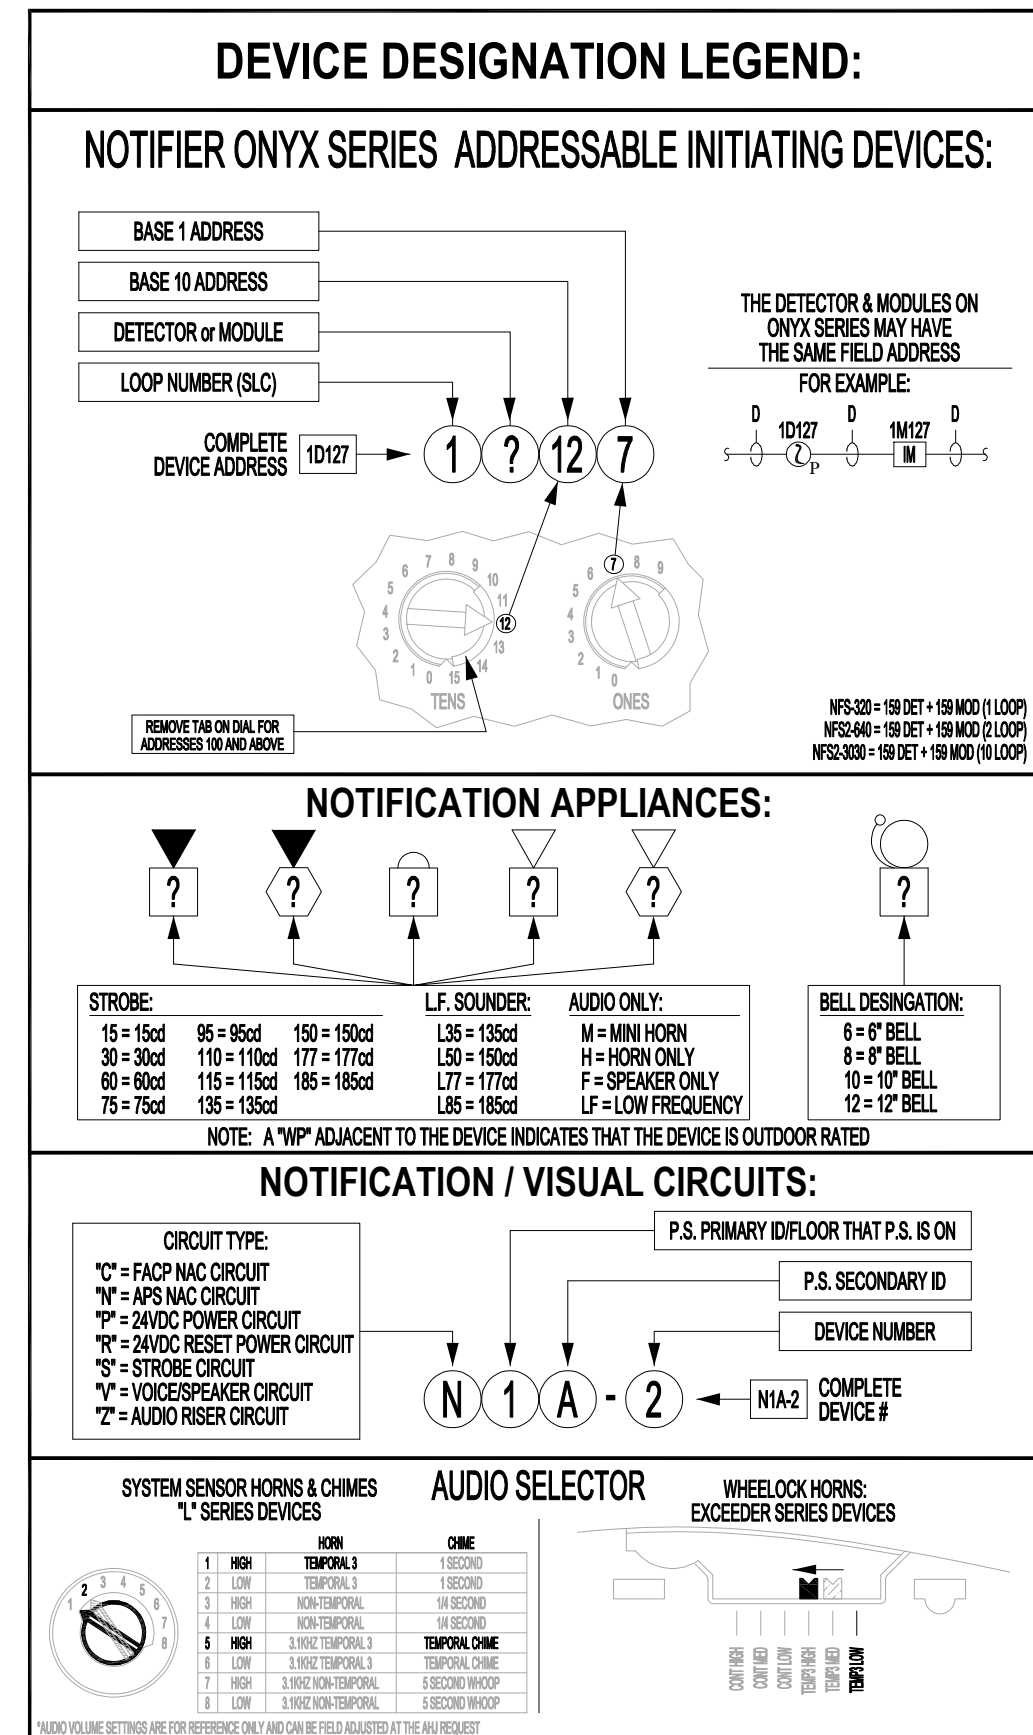 DEVICE DESIGNATION LEGEND:
NOTIFIER ONYX SERIES ADDRESSABLE INITIATING DEVICES:
BASE 1 ADDRESS
BASE 10 ADDRESS
DETECTOR or MODULE
LOOP NUMBER (SLC)
COMPLETE
DEVICE ADDRESS
1D127
1 ? 12 7
THE DETECTOR & MODULES ON
ONYX SERIES MAY HAVE
THE SAME FIELD ADDRESS
FOR EXAMPLE:
D D D
1D127 1M127
P IM
0 1 2 3 4 5 6 7 8 9 10 11 12 13 14 15
TENS
0 1 2 3 4 5 6 7 8 9
ONES
REMOVE TAB ON DIAL FOR
ADDRESSES 100 AND ABOVE
NFS-320 = 159 DET + 159 MOD (1 LOOP)
NFS2-640 = 159 DET + 159 MOD (2 LOOP)
NFS2-3030 = 159 DET + 159 MOD (10 LOOP)
NOTIFICATION APPLIANCES:
? ? ? ? ? ?
STROBE:
15 = 15cd 95 = 95cd 150 = 150cd
30 = 30cd 110 = 110cd 177 = 177cd
60 = 60cd 115 = 115cd 185 = 185cd
75 = 75cd 135 = 135cd
L.F. SOUNDER:
L35 = 135cd
L50 = 150cd
L77 = 177cd
L85 = 185cd
AUDIO ONLY:
M = MINI HORN
H = HORN ONLY
F = SPEAKER ONLY
LF = LOW FREQUENCY
BELL DESINGATION:
6 = 6" BELL
8 = 8" BELL
10 = 10" BELL
12 = 12" BELL
NOTE: A "WP" ADJACENT TO THE DEVICE INDICATES THAT THE DEVICE IS OUTDOOR RATED
NOTIFICATION / VISUAL CIRCUITS:
CIRCUIT TYPE:
"C" = FACP NAC CIRCUIT
"N" = APS NAC CIRCUIT
"P" = 24VDC POWER CIRCUIT
"R" = 24VDC RESET POWER CIRCUIT
"S" = STROBE CIRCUIT
"V" = VOICE/SPEAKER CIRCUIT
"Z" = AUDIO RISER CIRCUIT
P.S. PRIMARY ID/FLOOR THAT P.S. IS ON
P.S. SECONDARY ID
DEVICE NUMBER
N 1 A - 2
N1A-2
COMPLETE
DEVICE #
AUDIO SELECTOR
SYSTEM SENSOR HORNS & CHIMES
"L" SERIES DEVICES
1 2 3 4 5 6 7 8
HORN CHIME
1 HIGH TEMPORAL 3 1 SECOND
2 LOW TEMPORAL 3 1 SECOND
3 HIGH NON-TEMPORAL 1/4 SECOND
4 LOW NON-TEMPORAL 1/4 SECOND
5 HIGH 3.1KHZ TEMPORAL 3 TEMPORAL CHIME
6 LOW 3.1KHZ TEMPORAL 3 TEMPORAL CHIME
7 HIGH 3.1KHZ NON-TEMPORAL 5 SECOND WHOOP
8 LOW 3.1KHZ NON-TEMPORAL 5 SECOND WHOOP
*AUDIO VOLUME SETTINGS ARE FOR REFERENCE ONLY AND CAN BE FIELD ADJUSTED AT THE AHJ REQUEST
WHEELOCK HORNS:
EXCEEDER SERIES DEVICES
CONT HIGH
CONT MED
CONT LOW
TEMP3 HIGH
TEMP3 MED
TEMP3 LOW